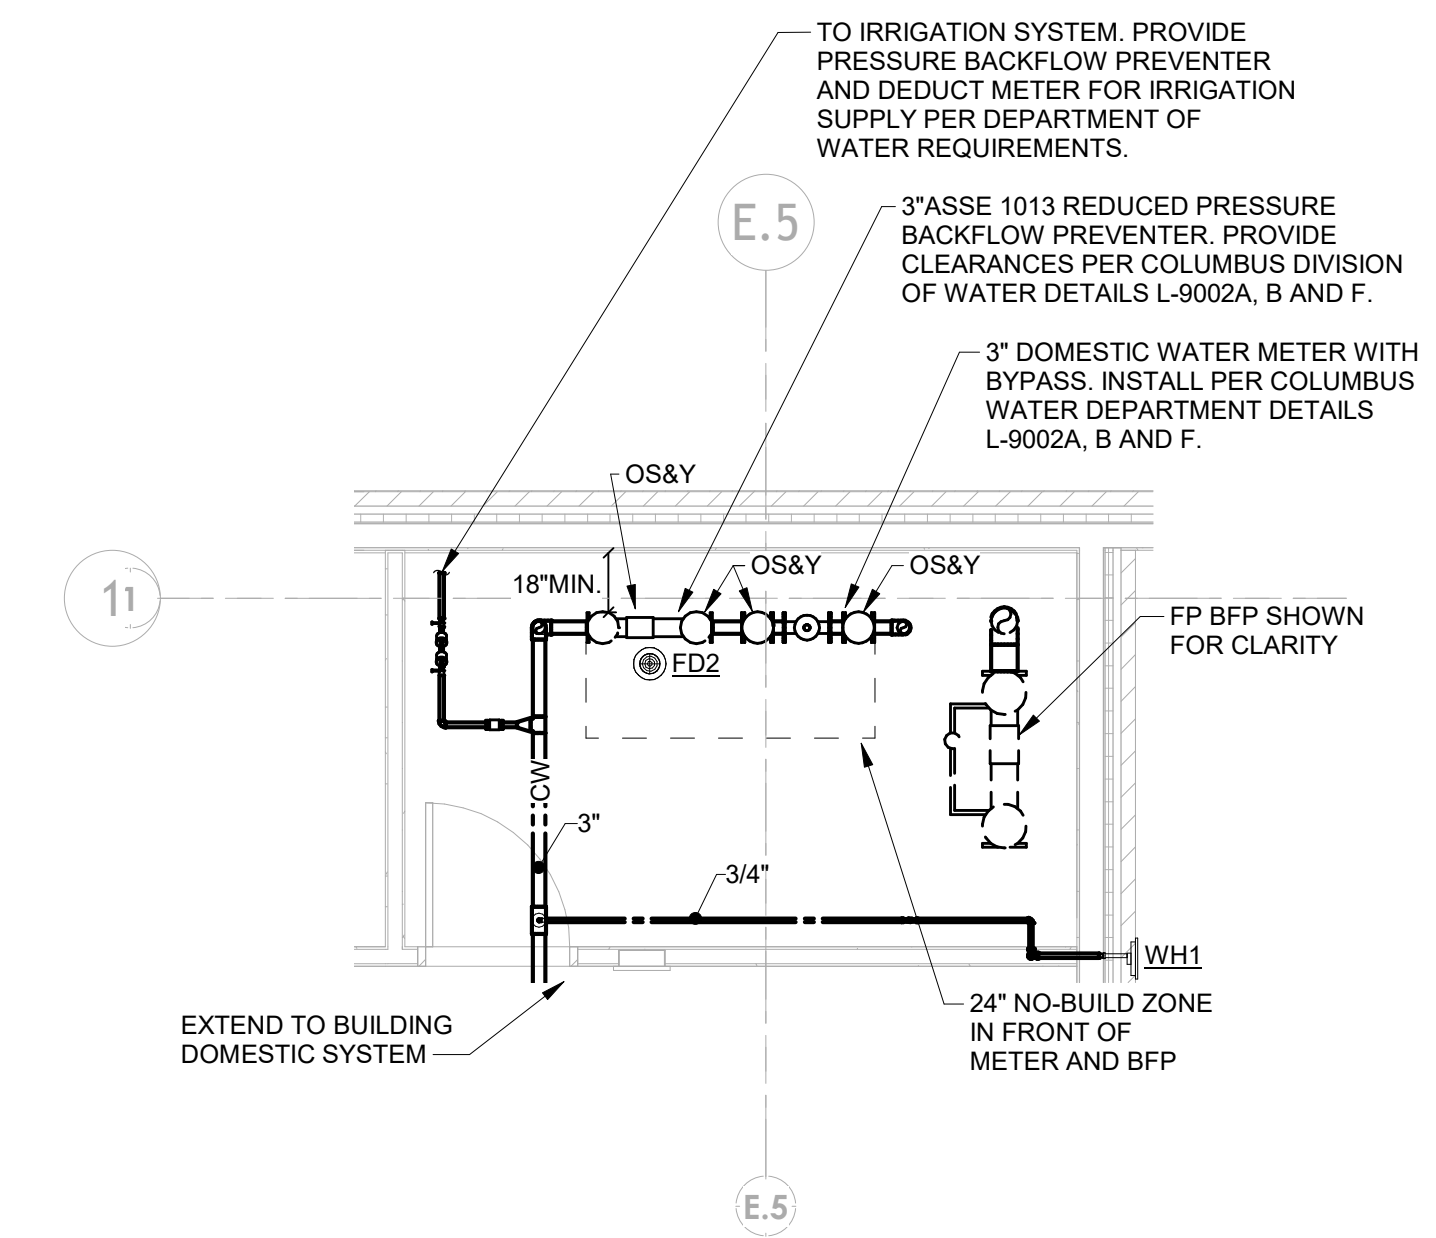 TO IRRIGATION SYSTEM. PROVIDE
PRESSURE BACKFLOW PREVENTER
AND DEDUCT METER FOR IRRIGATION
SUPPLY PER DEPARTMENT OF
WATER REQUIREMENTS.
E.5
3"ASSE 1013 REDUCED PRESSURE
BACKFLOW PREVENTER. PROVIDE
CLEARANCES PER COLUMBUS DIVISION
OF WATER DETAILS L-9002A, B AND F.
3" DOMESTIC WATER METER WITH
BYPASS. INSTALL PER COLUMBUS
WATER DEPARTMENT DETAILS
L-9002A, B AND F.
OS&Y
OS&Y
OS&Y
18"MIN.
1
1
FP BFP SHOWN
FOR CLARITY
FD2
CW
3"
3/4"
WH1
24" NO-BUILD ZONE
IN FRONT OF
METER AND BFP
EXTEND TO BUILDING
DOMESTIC SYSTEM
E.5